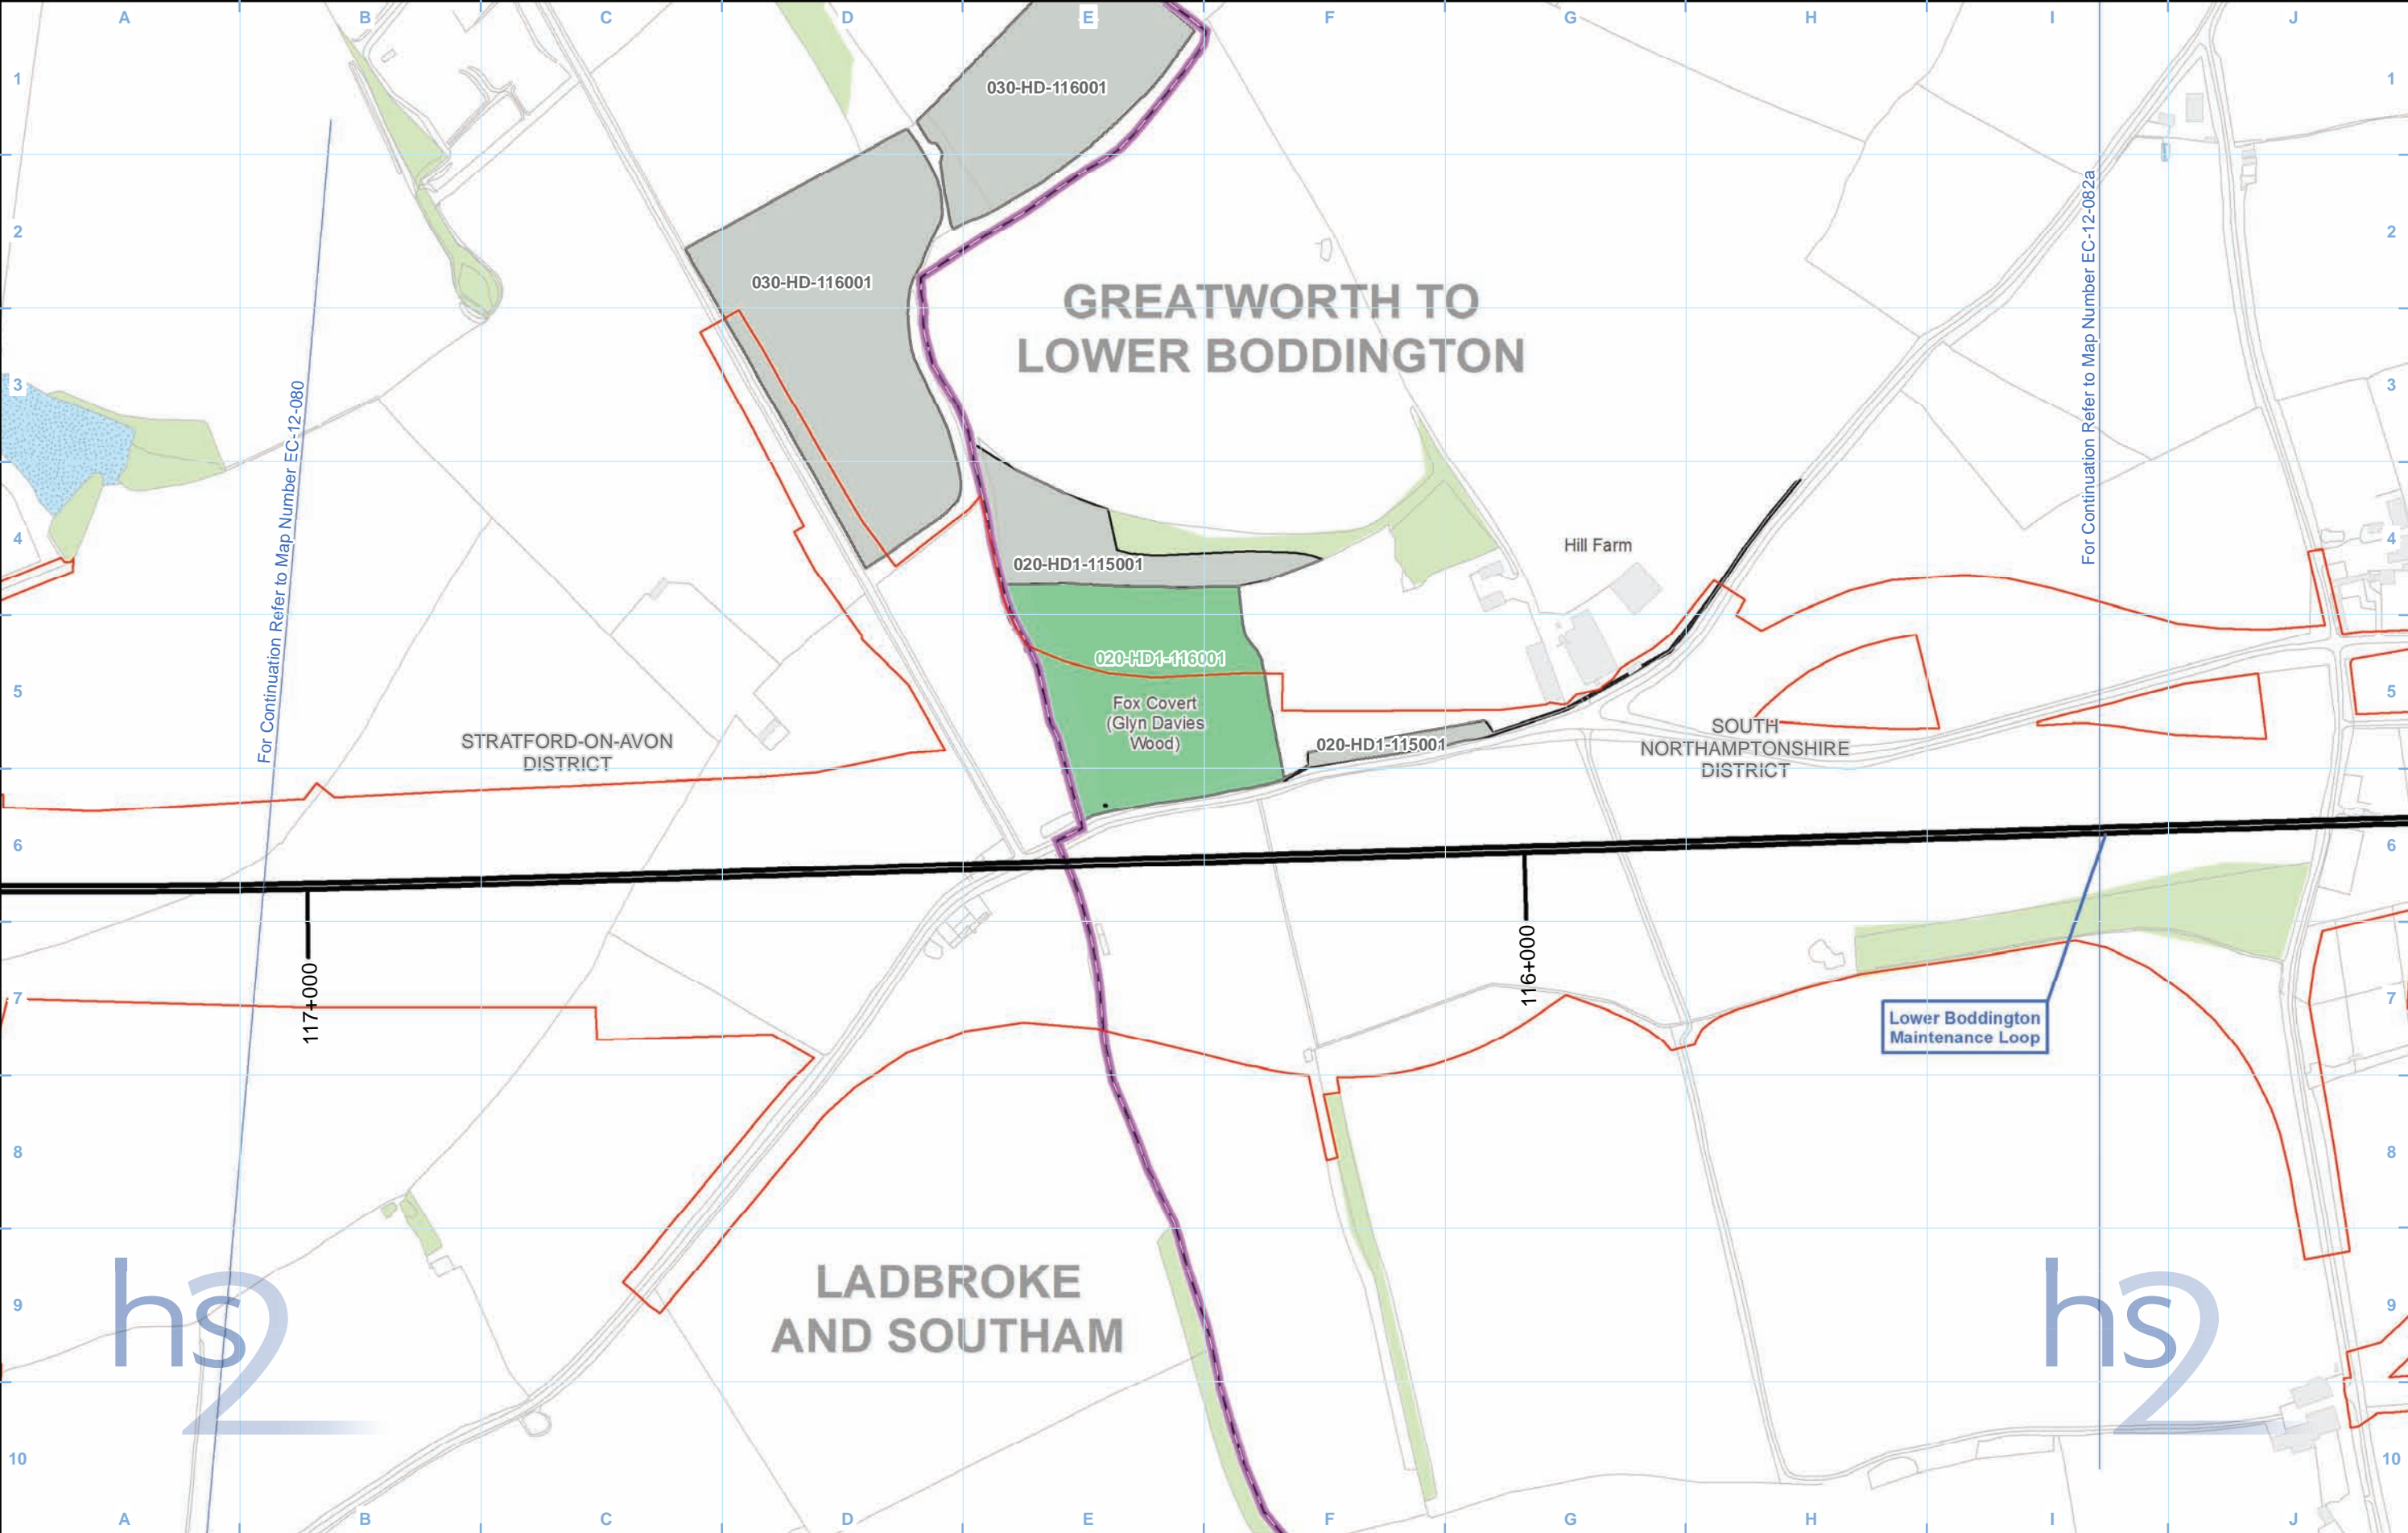 A B C D E F G H I J
1 1
030-HD-116001
2 2
030-HD-116001
GREATWORTH TO
LOWER BODDINGTON
For Continuation Refer to Map Number EC-12-080
For Continuation Refer to Map Number EC-12-082a
3 3
4 4
Hill Farm
020-HD1-115001
020-HD1-116001
5 5
Fox Covert
(Glyn Davies
Wood)
STRATFORD-ON-AVON
DISTRICT
020-HD1-115001
SOUTH
NORTHAMPTONSHIRE
DISTRICT
6 6
117+000
116+000
7 7
Lower Boddington
Maintenance Loop
8 8
LADBROKE
AND SOUTHAM
9 9
hs2
hs2
10 10
A B C D E F G H I J